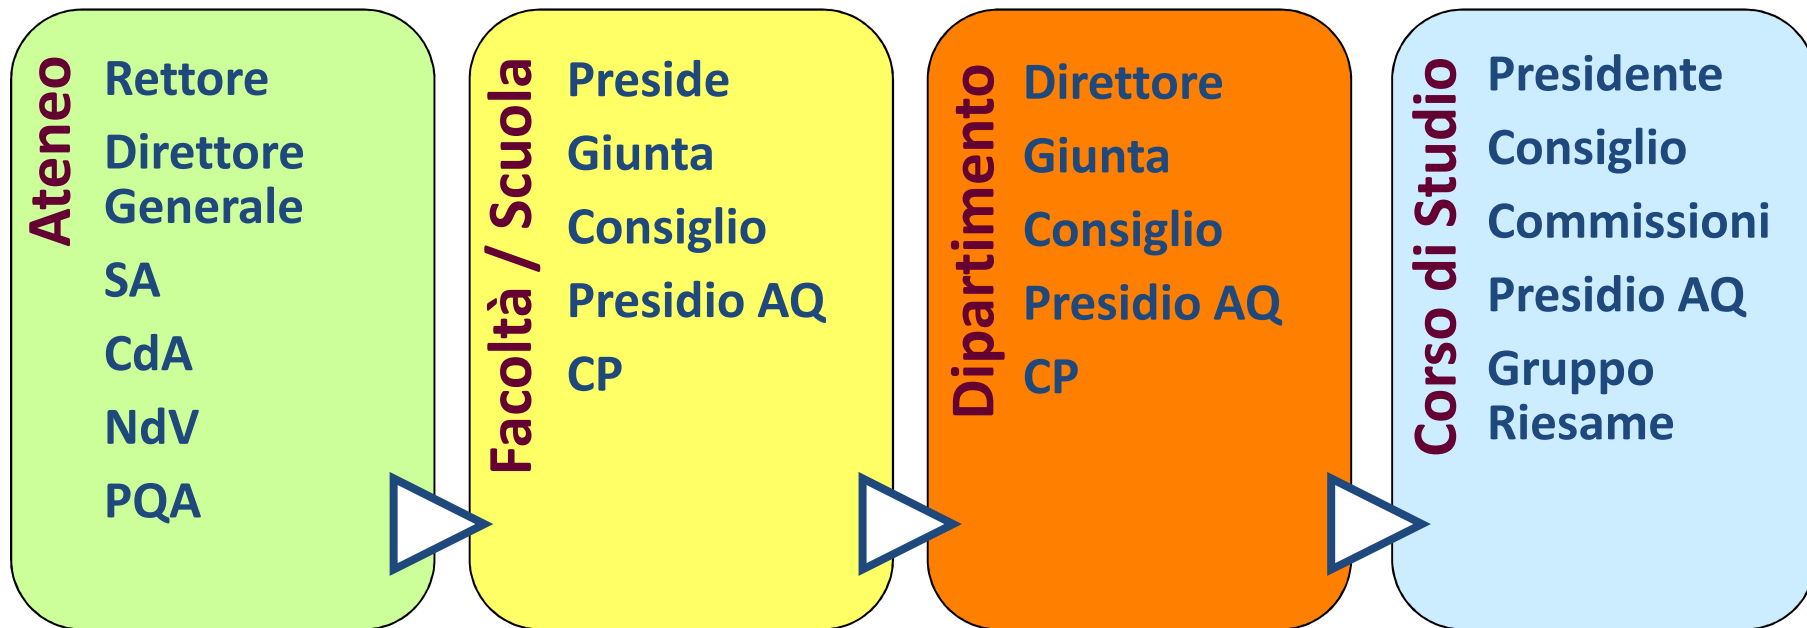 Ateneo
Rettore
Direttore
Generale
SA
CdA
NdV
PQA
Facoltà / Scuola
Preside
Giunta
Consiglio
Presidio AQ
CP
Dipartimento
Direttore
Giunta
Consiglio
Presidio AQ
CP
Corso di Studio
Presidente
Consiglio
Commissioni
Presidio AQ
Gruppo
Riesame